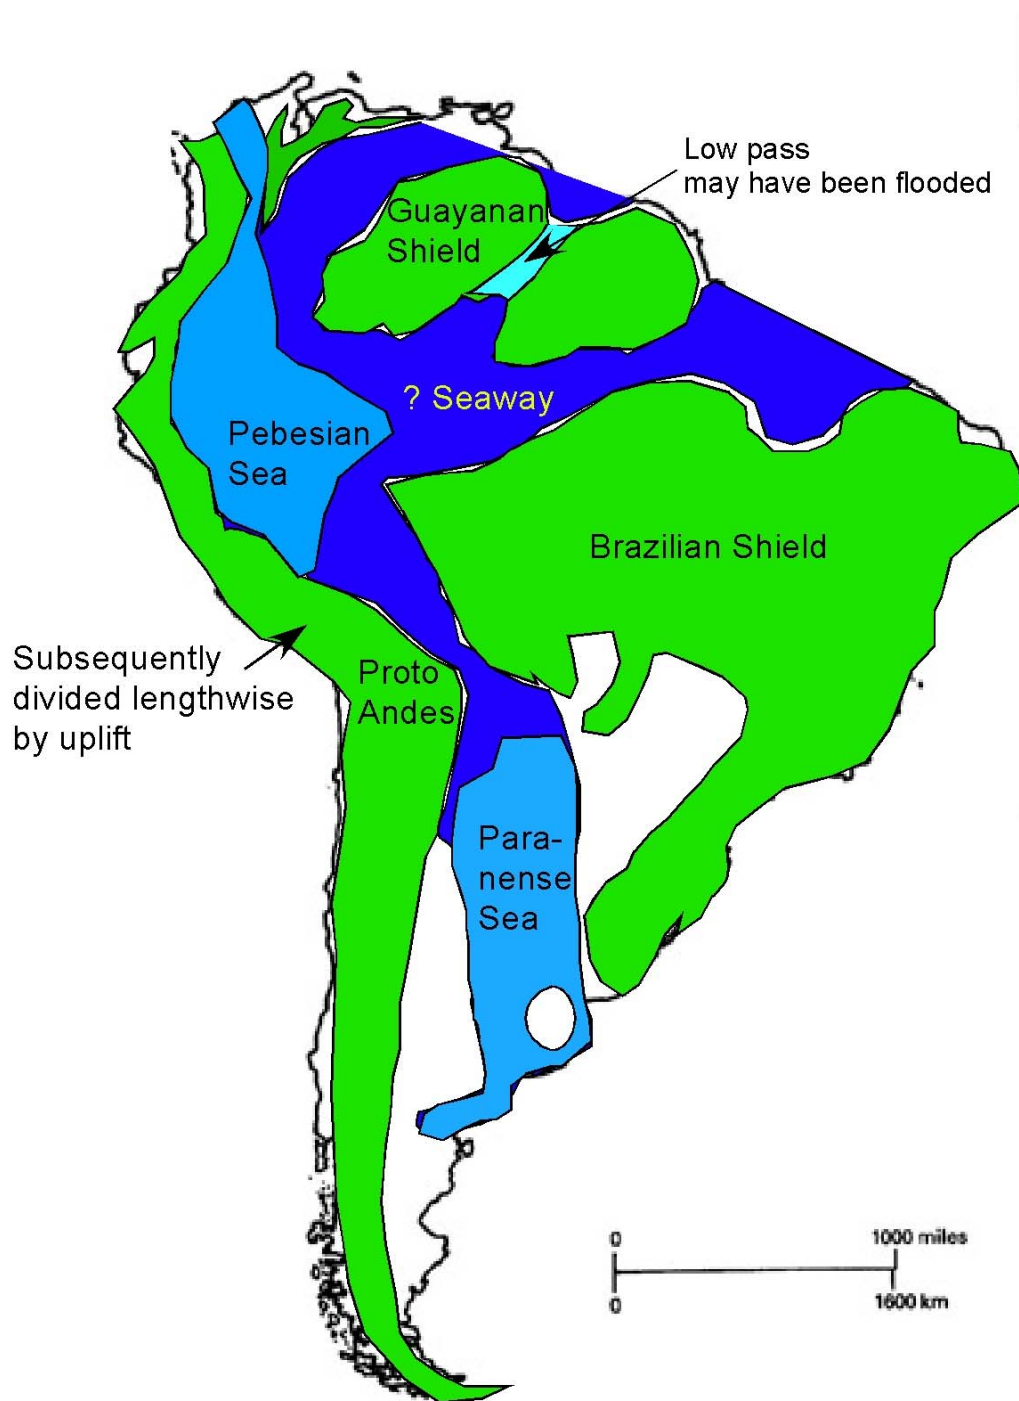 Low pass
may have been flooded
Guayanan
Shield
? Seaway
Pebesian
Sea
Brazilian Shield
Subsequently
divided lengthwise
by uplift
Proto
Andes
Para-
nense
Sea
0 1000 miles
0 1600 km